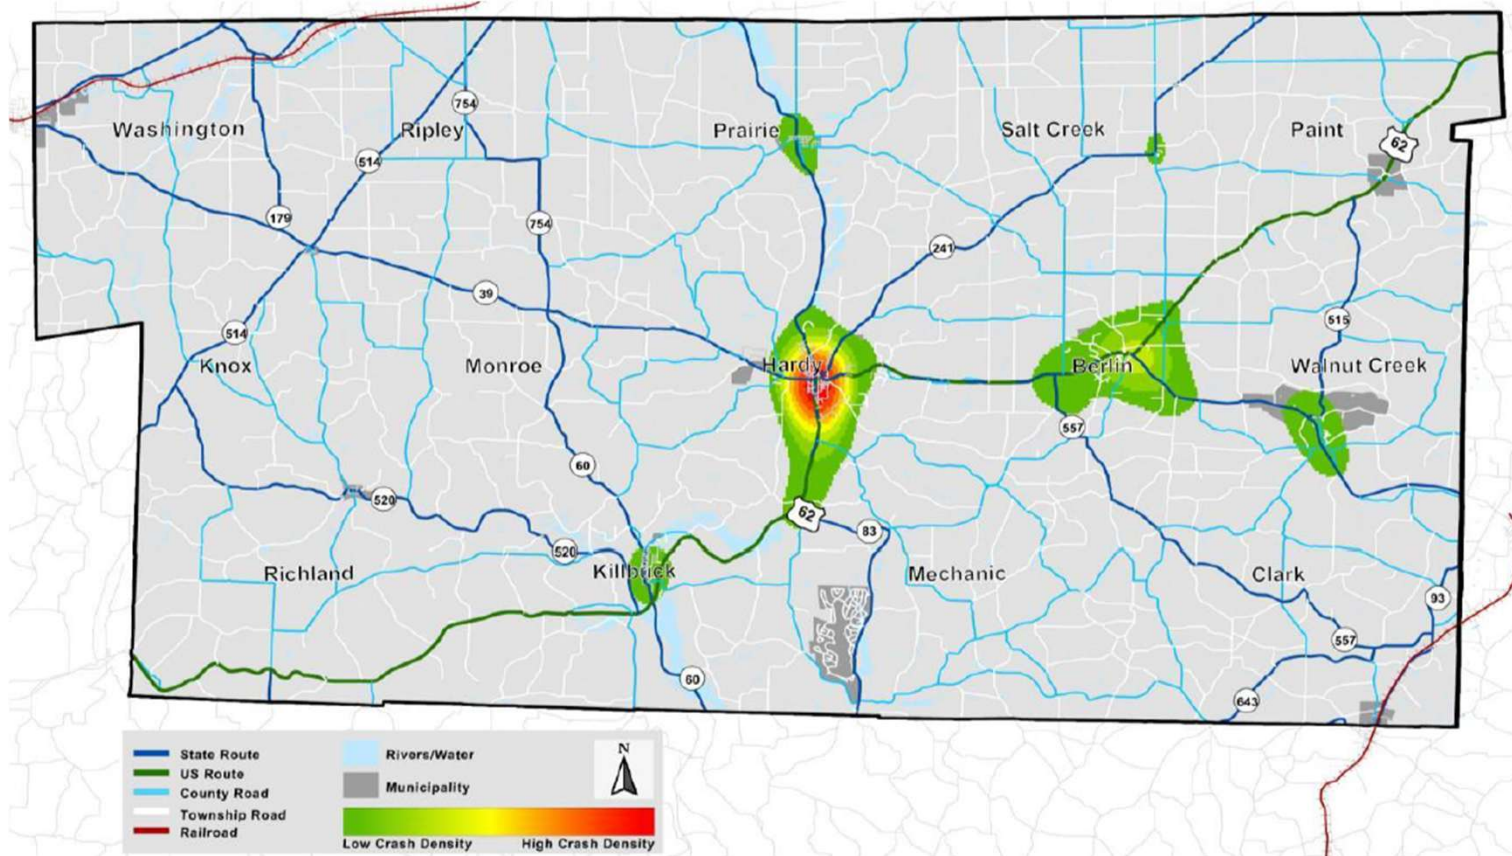 754
Washington
Ripley
Prairie
Salt Creek
Paint
62
514
179
754
241
39
515
514
Knox
Monroe
Hardy
Berlin
Walnut Creek
557
60
520
62
83
520
Richland
Killbuck
Mechanic
Clark
93
557
60
643
State Route
US Route
County Road
Township Road
Railroad
Rivers/Water
Municipality
N
Low Crash Density
High Crash Density